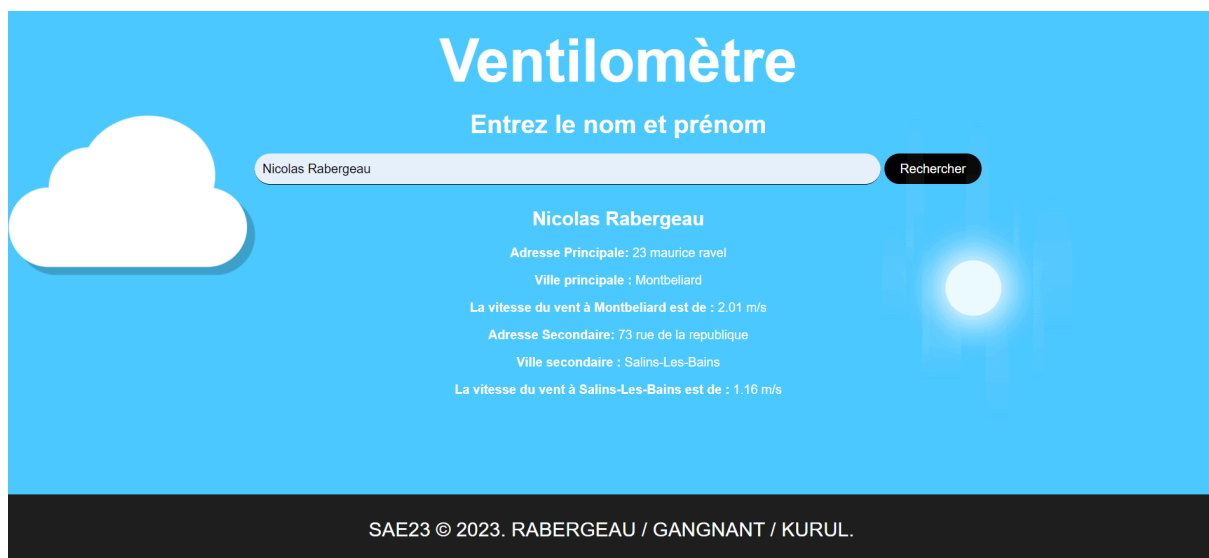 Ventilomètre
Entrez le nom et prénom
Nicolas Rabergeau
Rechercher
Nicolas Rabergeau
Adresse Principale: 23 maurice ravel
Ville principale : Montbeliard
La vitesse du vent à Montbeliard est de : 2.01 m/s
Adresse Secondaire: 73 rue de la republique
Ville secondaire : Salins-Les-Bains
La vitesse du vent à Salins-Les-Bains est de : 1.16 m/s
SAE23 © 2023. RABERGEAU / GANGNANT / KURUL.